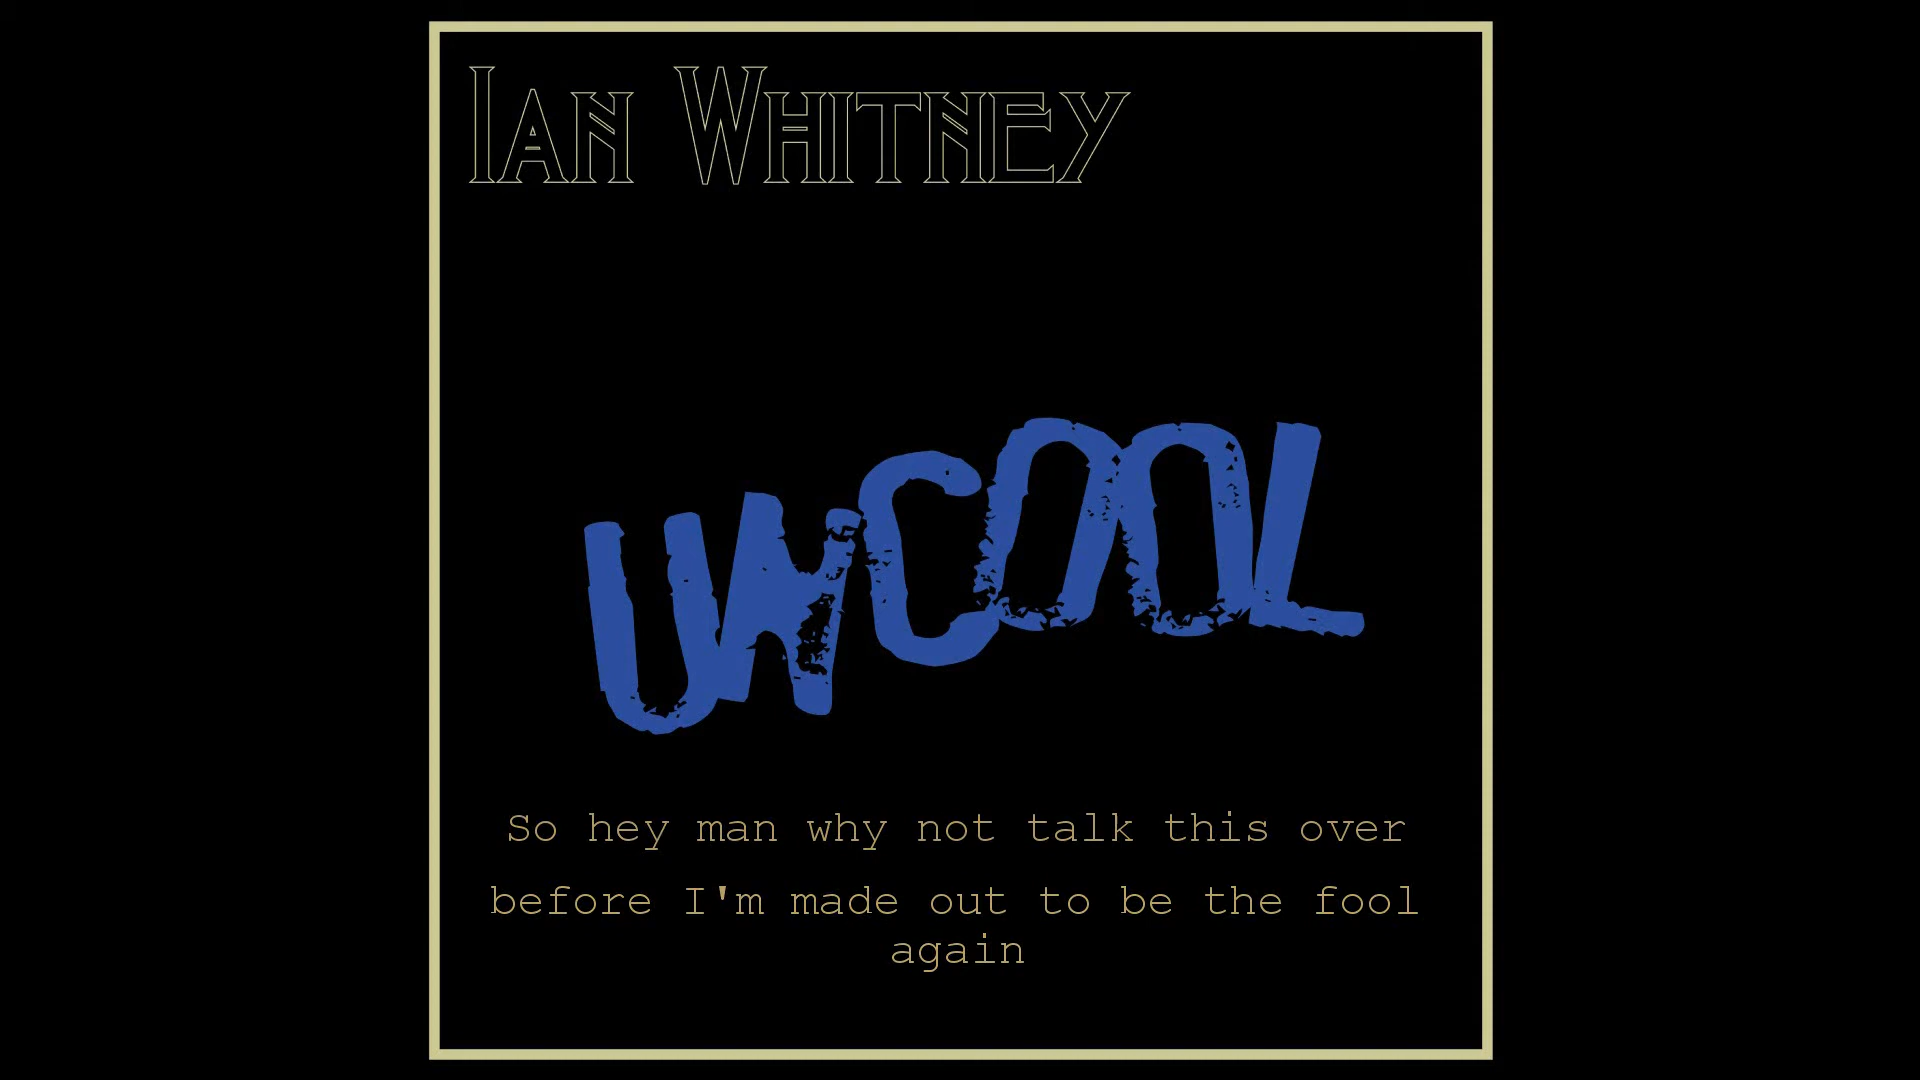 Ian Whitney
UNCOOL
So hey man why not talk this over
before I'm made out to be the fool
again